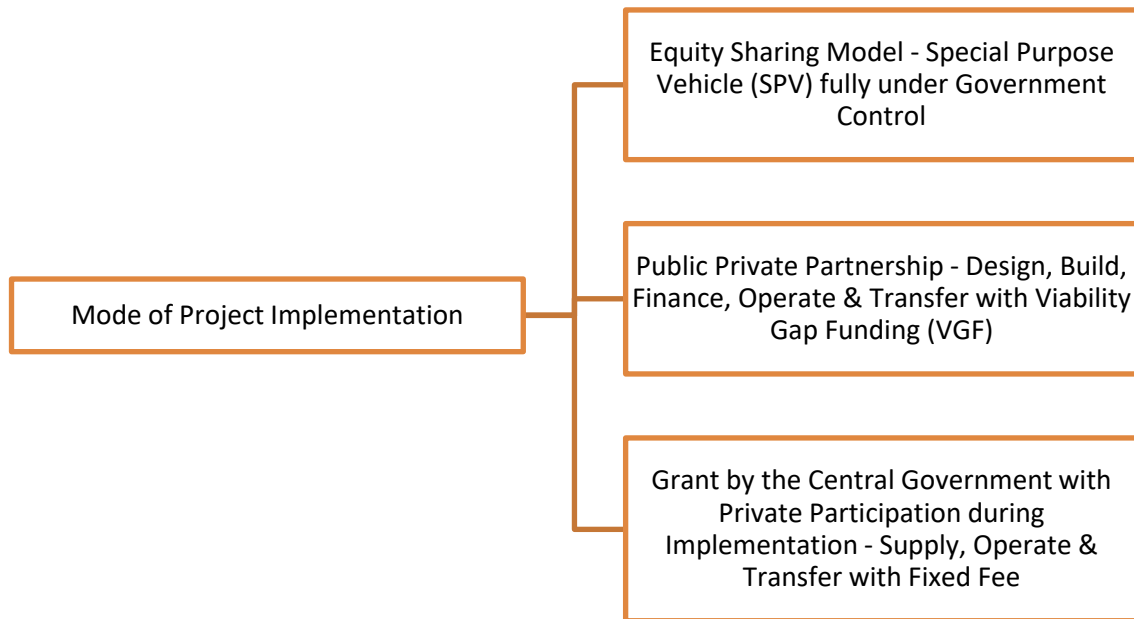 Mode of Project Implementation
Equity Sharing Model - Special Purpose
Vehicle (SPV) fully under Government
Control
Public Private Partnership - Design, Build,
Finance, Operate & Transfer with Viability
Gap Funding (VGF)
Grant by the Central Government with
Private Participation during
Implementation - Supply, Operate &
Transfer with Fixed Fee